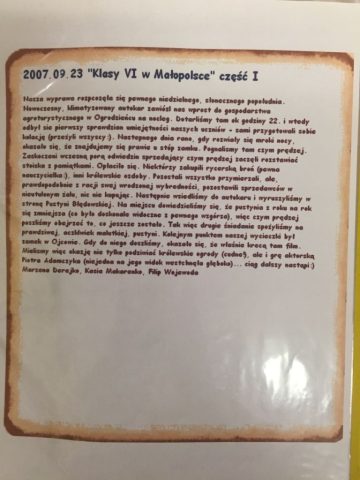 2007.09.23 "Klasy VI w Małopolsce" część I
Nasza wyprawa rozpoczęła się pewnego niedzielnego, słonecznego popołudnia.
Nowoczesny, klimatyzowany autokar zawiózł nas wprost do gospodarstwa
agroturystycznego w Ogrodzieńcu na nocleg. Dotarliśmy tam ok godziny 22. i wtedy
odbył się pierwszy sprawdzian umiejętności naszych uczniów - sami przygotowali sobie
kolację (przeżyli wszyscy:). Następnego dnia rano, gdy rozwiały się mroki nocy,
okazało się, że znajdujemy się prawie u stóp zamku. Pognaliśmy tam czym prędzej.
Zaskoczeni wczesną porą odwiedzin sprzedający czym prędzej zaczęli rozstawiać
stoiska z pamiątkami. Opłaciło się. Niektórzy zakupili rycerską broń (pewna
nauczycielka:), inni królewskie ozdoby. Pozostali wszystko przymierzali, ale,
prawdopodobnie z racji swej wrodzonej wybredności, pozostawili sprzedawców w
nieutulonym żalu, nic nie kupując. Następnie wsiedliśmy do autokaru i wyruszyliśmy w
stronę Pustyni Błędowskiej. Na miejscu dowiedzieliśmy się, że pustynia z roku na rok
się zmniejsza (co było doskonale widoczne z pewnego wzgórza), więc czym prędzej
poszliśmy obejrzeć to, co jeszcze zostało. Tak więc drugie śniadanie spożyliśmy na
prawdziwej, aczkolwiek malutkiej, pustyni. Kolejnym punktem naszej wycieczki był
zamek w Ojcowie. Gdy do niego doszliśmy, okazało się, że właśnie kręcą tam film.
Mieliśmy więc okazję nie tylko podziwiać królewskie ogrody (cudne!), ale i grę aktorską
Piotra Adamczyka (niejedna na jego widok westchnęła głęboko)... ciąg dalszy nastąpi:)
Marzena Derejko, Kasia Makarenko, Filip Wojewoda